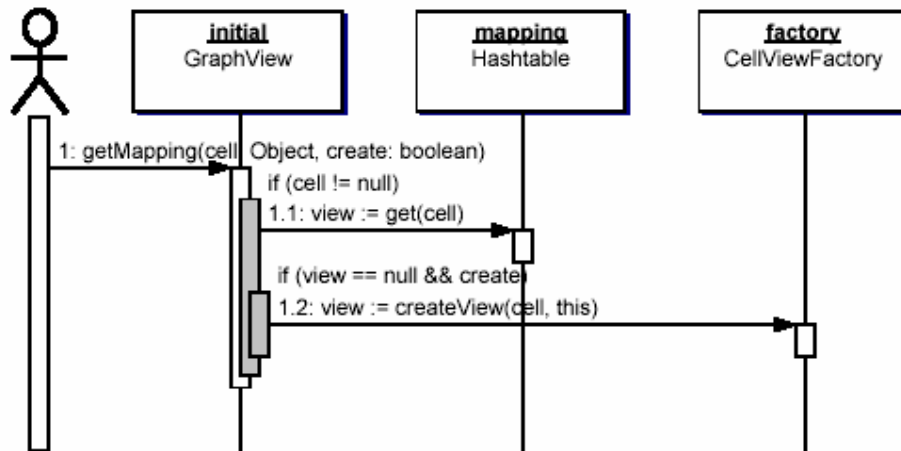 initial
GraphView
mapping
Hashtable
factory
CellViewFactory
1: getMapping(cell Object, create: boolean)
if (cell != null)
1.1: view := get(cell)
if (view == null && create)
1.2: view := createView(cell, this)